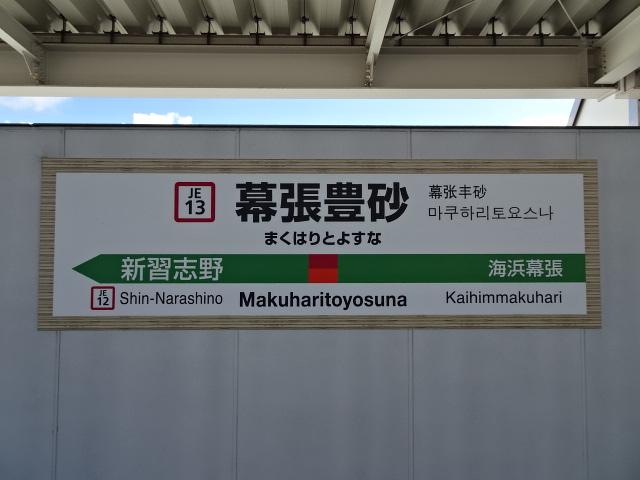 JE
13
幕張豊砂
幕张丰砂
마쿠하리토요스나
まくはりとよすな
新習志野
海浜幕張
JE
12
Shin-Narashino
Makuharitoyosuna
Kaihimmakuhari